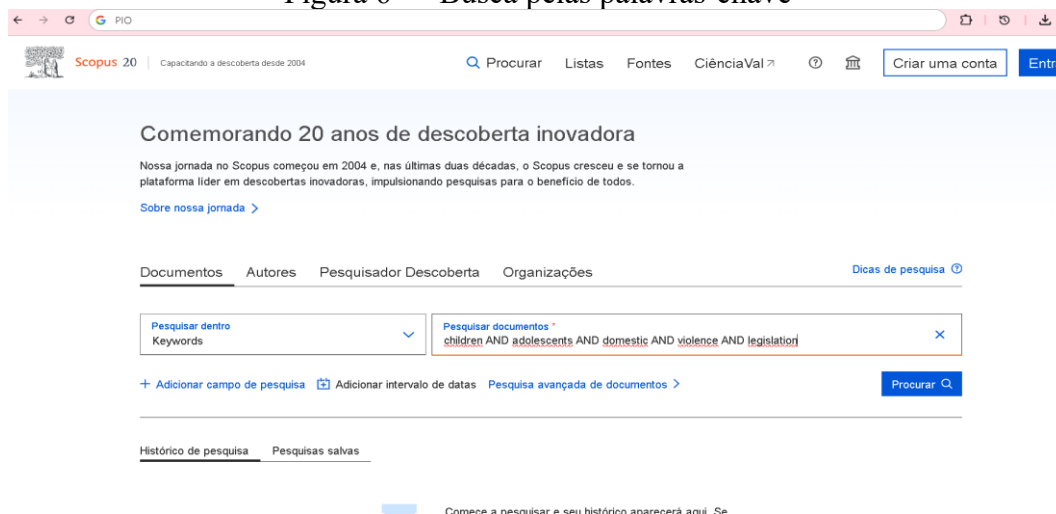 Figura 6 — Busca pelas palavras-chave
PIO
Scopus 20 Capacitando a descoberta desde 2004 Procurar Listas Fontes CiênciaVal Criar uma conta Entr
Comemorando 20 anos de descoberta inovadora
Nossa jornada no Scopus começou em 2004 e, nas últimas duas décadas, o Scopus cresceu e se tornou a
plataforma líder em descobertas inovadoras, impulsionando pesquisas para o benefício de todos.
Sobre nossa jornada >
Documentos Autores Pesquisador Descoberta Organizações Dicas de pesquisa
Pesquisar dentro
Keywords
Pesquisar documentos *
children AND adolescents AND domestic AND violence AND legislation
+ Adicionar campo de pesquisa Adicionar intervalo de datas Pesquisa avançada de documentos > Procurar
Histórico de pesquisa Pesquisas salvas
Comece a pesquisar e seu histórico aparecerá aqui. Se